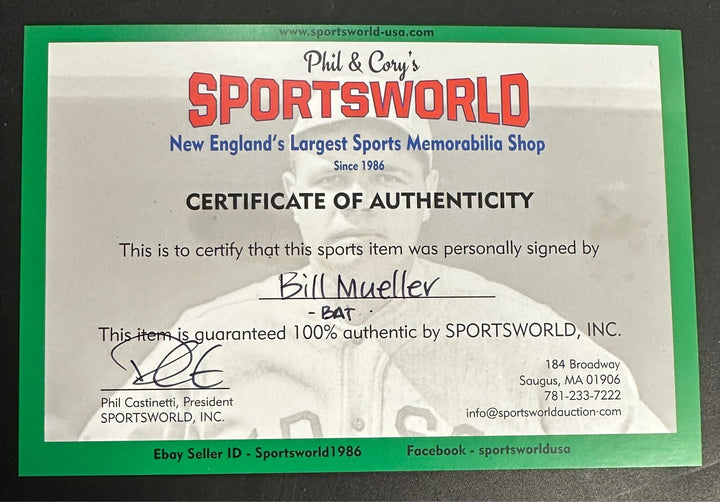 www.sportsworld-usa.com
Phil & Cory's
SPORTSWORLD
New England's Largest Sports Memorabilia Shop
Since 1986
CERTIFICATE OF AUTHENTICITY
This is to certify that this sports item was personally signed by
Bill Mueller
- BAT -
This item is guaranteed 100% authentic by SPORTSWORLD, INC.
Phil Castinetti, President
SPORTSWORLD, INC.
184 Broadway
Saugus, MA 01906
781-233-7222
info@sportsworldauction.com
Ebay Seller ID - Sportsworld1986
Facebook - sportsworldusa